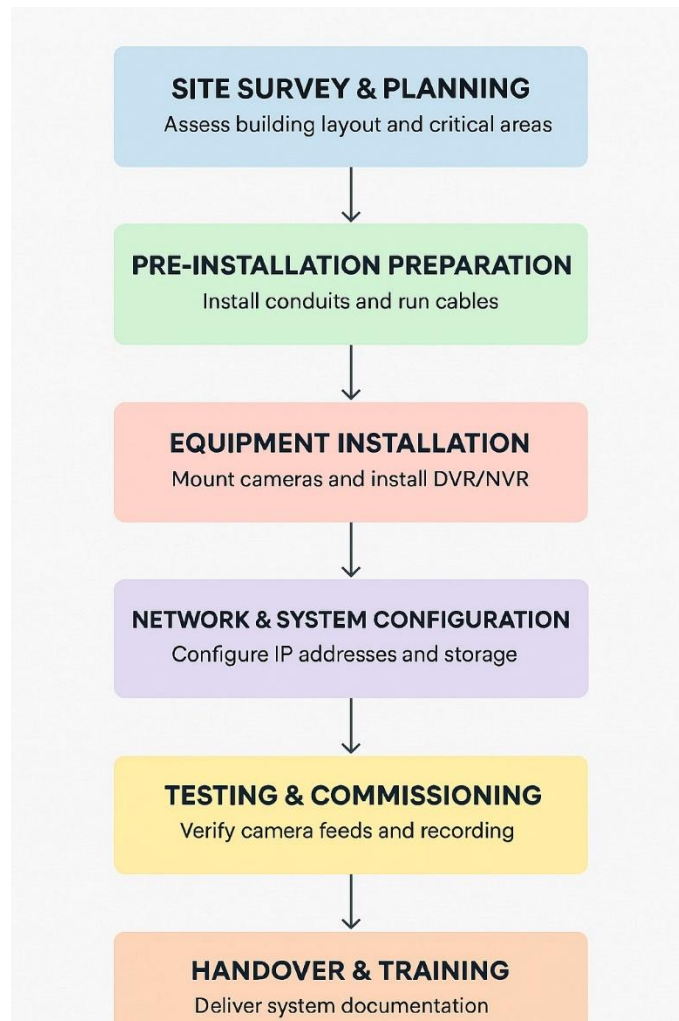 SITE SURVEY & PLANNING
Assess building layout and critical areas
PRE-INSTALLATION PREPARATION
Install conduits and run cables
EQUIPMENT INSTALLATION
Mount cameras and install DVR/NVR
NETWORK & SYSTEM CONFIGURATION
Configure IP addresses and storage
TESTING & COMMISSIONING
Verify camera feeds and recording
HANDOVER & TRAINING
Deliver system documentation